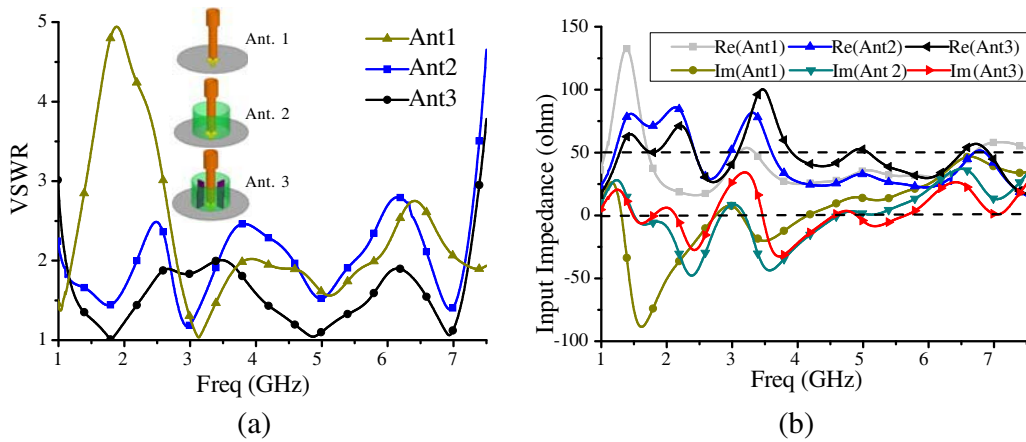 5
4
3
2
1
VSWR
1 2 3 4 5 6 7
Freq (GHz)
Ant. 1
Ant. 2
Ant. 3
Ant1
Ant2
Ant3
(a)
150
100
50
0
-50
-100
Input Impedance (ohm)
Re(Ant1) Re(Ant2) Re(Ant3)
Im(Ant1) Im(Ant 2) Im(Ant3)
1 2 3 4 5 6 7
Freq (GHz)
(b)